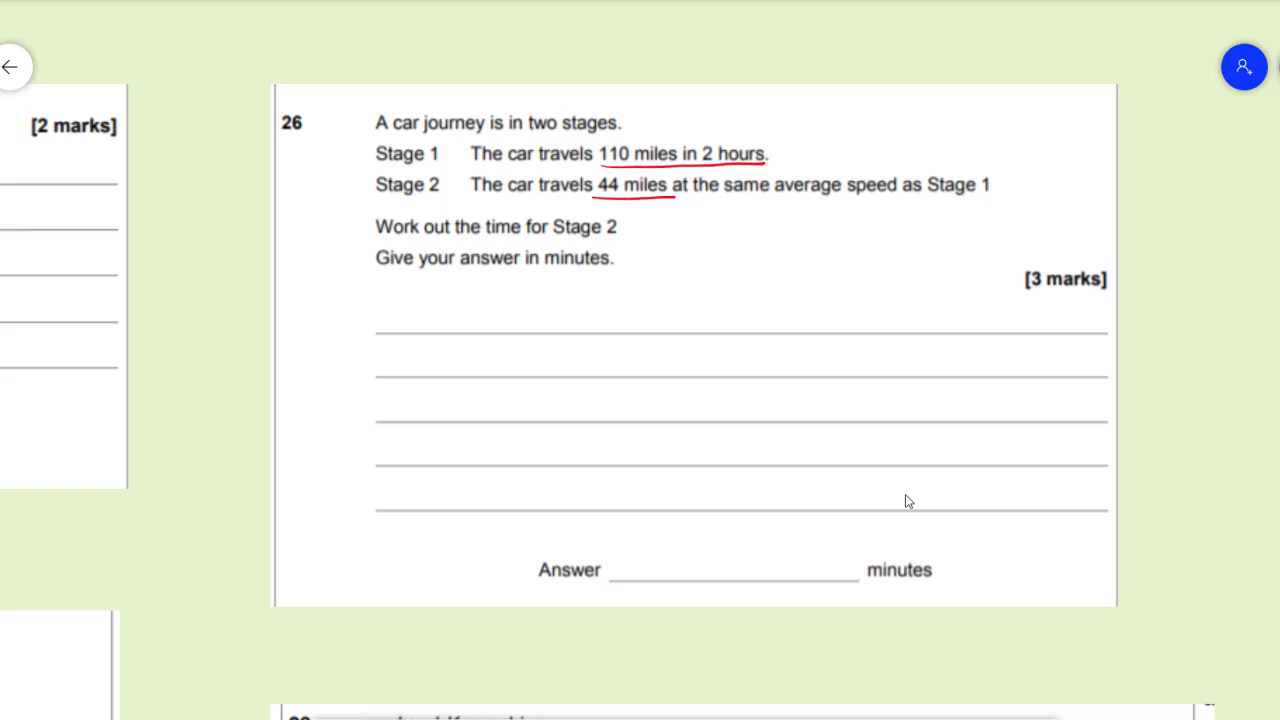 [2 marks]
26 A car journey is in two stages.
Stage 1 The car travels 110 miles in 2 hours.
Stage 2 The car travels 44 miles at the same average speed as Stage 1
Work out the time for Stage 2
Give your answer in minutes.
[3 marks]
Answer minutes